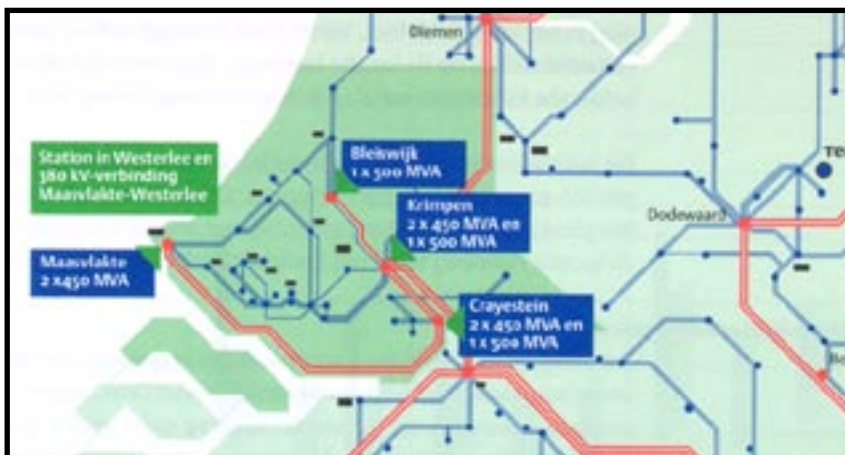 Diemen
Station in Westerlee en
380 kV-verbinding
Maasvlakte-Westerlee
Bleiswijk
1 x 500 MVA
Krimpen
2 x 450 MVA en
1 x 500 MVA
Dodewaard
Maasvlakte
2 x450 MVA
Crayestein
2 x 450 MVA en
1 x 500 MVA